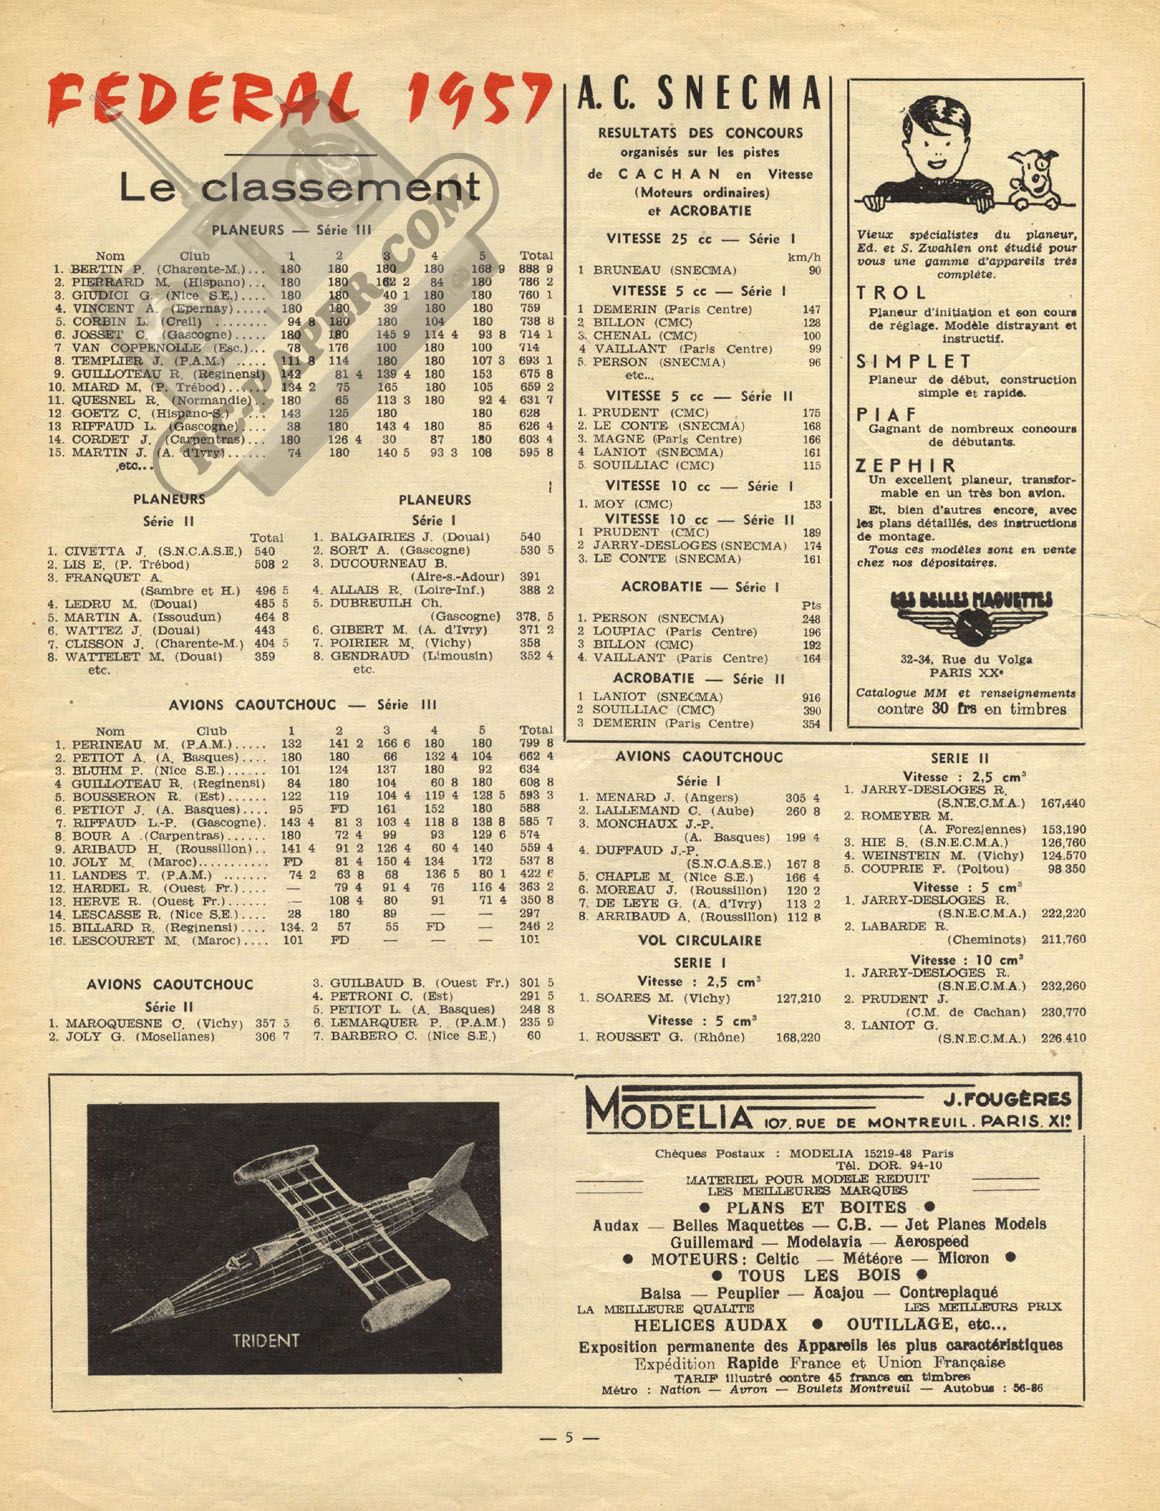 FEDERAL 1957
Le classement
PLANEURS — Série III
Nom Club 1 2 3 4 5 Total
1. BERTIN P. (Charente-M.)... 180 180 180 180 168 9 888 9
2. PIERRARD M. (Hispano)... 180 180 162 2 84 180 786 2
3. GIUDICI G. (Nice S.E.).... 180 180 40 1 180 180 760 1
4. VINCENT A. (Epernay)..... 180 180 39 180 180 759
5. CORBIN L. (Creil) ........ 94 8 180 180 104 180 738 8
6. JOSSET C. (Gascogne)..... 180 180 145 9 114 4 93 8 714 1
7 VAN COPPENOLLE (Esc.)... 78 176 100 180 180 714
8. TEMPLIER J. (P.A.M.) ..... 111 8 114 180 180 107 3 693 1
9. GUILLOTEAU R. (Reginensi) 142 81 4 139 4 180 153 675 8
10. MIARD M. (P. Trébod)...... 134 2 75 165 180 105 659 2
11. QUESNEL R. (Normandie).. 180 65 113 3 180 92 4 631 7
12 GOETZ C. (Hispano-S.) .... 143 125 180 180 628
13 RIFFAUD L. (Gascogne).... 38 180 143 4 180 85 626 4
14. CORDET J. (Carpentras)... 180 126 4 30 87 180 603 4
15. MARTIN J. (A. d'Ivry)...... 74 180 140 5 93 3 108 595 8
etc...
PLANEURS
Série II
Total
1. CIVETTA J. (S.N.C.A.S.E.) 540
2. LIS E. (P. Trébod) 508 2
3. FRANQUET A.
(Sambre et H.) 496 5
4. LEDRU M. (Douai) 485 5
5. MARTIN A. (Issoudun) 464 8
6. WATTEZ J. (Douai) 443
7. CLISSON J. (Charente-M.) 404 5
8. WATTELET M. (Douai) 359
etc.
PLANEURS
Série I
1. BALGAIRIES J. (Douai) 540
2. SORT A. (Gascogne) 530 5
3. DUCOURNEAU B.
(Aire-s.-Adour) 391
4. ALLAIS R. (Loire-Inf.) 388 2
5. DUBREUILH Ch.
(Gascogne) 378. 5
6. GIBERT M. (A. d'Ivry) 371 2
7. POIRIER M. (Vichy) 358
8. GENDRAUD (Limousin) 352 4
etc.
AVIONS CAOUTCHOUC — Série III
Nom Club 1 2 3 4 5 Total
1. PERINEAU M. (P.A.M.)..... 132 141 2 166 6 180 180 799 8
2. PETIOT A. (A. Basques).... 180 180 66 132 4 104 662 4
3. BLUHM P. (Nice S.E.)...... 101 124 137 180 92 634
4 GUILLOTEAU R. (Reginensi) 84 180 104 60 8 180 608 8
5. BOUSSERON R. (Est)...... 122 119 104 4 119 4 128 5 593 3
6. PETIOT J. (A. Basques).... 95 FD 161 152 180 588
7. RIFFAUD L.-P. (Gascogne). 143 4 81 3 103 4 118 8 138 8 585 7
8. BOUR A .(Carpentras)...... 180 72 4 99 93 129 6 574
9. ARIBAUD H. (Roussillon).. 141 4 91 2 126 4 60 4 140 559 4
10. JOLY M. (Maroc)........... FD 81 4 150 4 134 172 537 8
11. LANDES T. (P.A.M.) ....... 74 2 63 8 68 136 5 80 1 422 6
12. HARDEL R. (Ouest Fr.).... — 79 4 91 4 76 116 4 363 2
13. HERVE R. (Ouest Fr.)...... — 108 4 80 91 71 4 350 8
14. LESCASSE R. (Nice S.E.).... 28 180 89 — — 297
15. BILLARD R. (Reginensi).... 134. 2 57 55 FD — 246 2
16. LESCOURET M. (Maroc).... 101 FD — — — 101
AVIONS CAOUTCHOUC
Série II
1. MAROQUESNE C. (Vichy) 357 5
2. JOLY G. (Mosellanes) 306 7
3. GUILBAUD B. (Ouest Fr.) 301 5
4. PETRONI C. (Est) 291 5
5. PETIOT L. (A. Basques) 248 8
6. LEMARQUER P. (P.A.M.) 235 9
7. BARBERO C. (Nice S.E.) 60
A.C. SNECMA
RESULTATS DES CONCOURS
organisés sur les pistes
de CACHAN en Vitesse
(Moteurs ordinaires)
et ACROBATIE
VITESSE 25 cc — Série I
km/h
1 BRUNEAU (SNECMA) 90
VITESSE 5 cc — Série I
1 DEMERIN (Paris Centre) 147
2 BILLON (CMC) 128
3. CHENAL (CMC) 100
4 VAILLANT (Paris Centre) 99
5. PERSON (SNECMA) 96
etc...
VITESSE 5 cc — Série II
1. PRUDENT (CMC) 175
2. LE CONTE (SNECMA) 168
3. MAGNE (Paris Centre) 166
4 LANIOT (SNECMA) 161
5. SOUILLIAC (CMC) 115
VITESSE 10 cc — Série I
1. MOY (CMC) 153
VITESSE 10 cc — Série II
1 PRUDENT (CMC) 189
2 JARRY-DESLOGES (SNECMA) 174
3. LE CONTE (SNECMA) 161
ACROBATIE — Série I
Pts
1. PERSON (SNECMA) 248
2 LOUPIAC (Paris Centre) 196
3 BILLON (CMC) 192
4. VAILLANT (Paris Centre) 164
ACROBATIE — Série II
1 LANIOT (SNECMA) 916
2 SOUILLIAC (CMC) 390
3 DEMERIN (Paris Centre) 354
Vieux spécialistes du planeur,
Ed. et S. Zwahlen ont étudié pour
vous une gamme d'appareils très
complète.
TROL
Planeur d'initiation et son cours
de réglage. Modèle distrayant et
instructif.
SIMPLET
Planeur de début, construction
simple et rapide.
PIAF
Gagnant de nombreux concours
de débutants.
ZEPHIR
Un excellent planeur, transfor-
mable en un très bon avion.
Et, bien d'autres encore, avec
les plans détaillés, des instructions
de montage.
Tous ces modèles sont en vente
chez nos dépositaires.
LES BELLES MAQUETTES
32-34, Rue du Volga
PARIS XXe
Catalogue MM et renseignements
contre 30 frs en timbres
AVIONS CAOUTCHOUC
Série I
1. MENARD J. (Angers) 305 4
2. LALLEMAND C. (Aube) 260 8
3. MONCHAUX J.-P.
(A. Basques) 199 4
4. DUFFAUD J.-P.
(S.N.C.A.S.E.) 167 8
5. CHAPLE M. (Nice S.E.) 166 4
6. MOREAU J. (Roussillon) 120 2
7. DE LEYE G. (A. d'Ivry) 113 2
8. ARRIBAUD A. (Roussillon) 112 8
VOL CIRCULAIRE
SERIE I
Vitesse : 2,5 cm³
1. SOARES M. (Vichy) 127,210
Vitesse : 5 cm³
1. ROUSSET G. (Rhône) 168,220
SERIE II
Vitesse : 2,5 cm³
1. JARRY-DESLOGES R.
(S.N.E.C.M.A.) 167,440
2. ROMEYER M.
(A. Foreziennes) 153,190
3. HIE S. (S.N.E.C.M.A.) 126,760
4. WEINSTEIN M. (Vichy) 124.570
5. COUPRIE F. (Poitou) 98 350
Vitesse : 5 cm³
1. JARRY-DESLOGES R.
(S.N.E.C.M.A.) 222,220
2. LABARDE R.
(Cheminots) 211,760
Vitesse : 10 cm³
1. JARRY-DESLOGES R.
(S.N.E.C.M.A.) 232,260
2. PRUDENT J.
(C.M. de Cachan) 230,770
3. LANIOT G.
(S.N.E.C.M.A.) 226.410
TRIDENT
MODELIA
J. FOUGÈRES
107, RUE DE MONTREUIL. PARIS. XIe.
Chèques Postaux : MODELIA 15219-48 Paris
Tél. DOR. 94-10
MATERIEL POUR MODELE REDUIT
LES MEILLEURES MARQUES
● PLANS ET BOITES ●
Audax — Belles Maquettes — C.B. — Jet Planes Models
Guillemard — Modelavia — Aerospeed
● MOTEURS: Celtic — Météore — Micron ●
● TOUS LES BOIS ●
Balsa — Peuplier — Acajou — Contreplaqué
LA MEILLEURE QUALITE LES MEILLEURS PRIX
HELICES AUDAX ● OUTILLAGE, etc...
Exposition permanente des Appareils les plus caractéristiques
Expédition Rapide France et Union Française
TARIF illustré contre 45 francs en timbres
Métro : Nation — Avron — Boulets Montreuil — Autobus : 56-86
— 5 —
RC-PAPER.COM